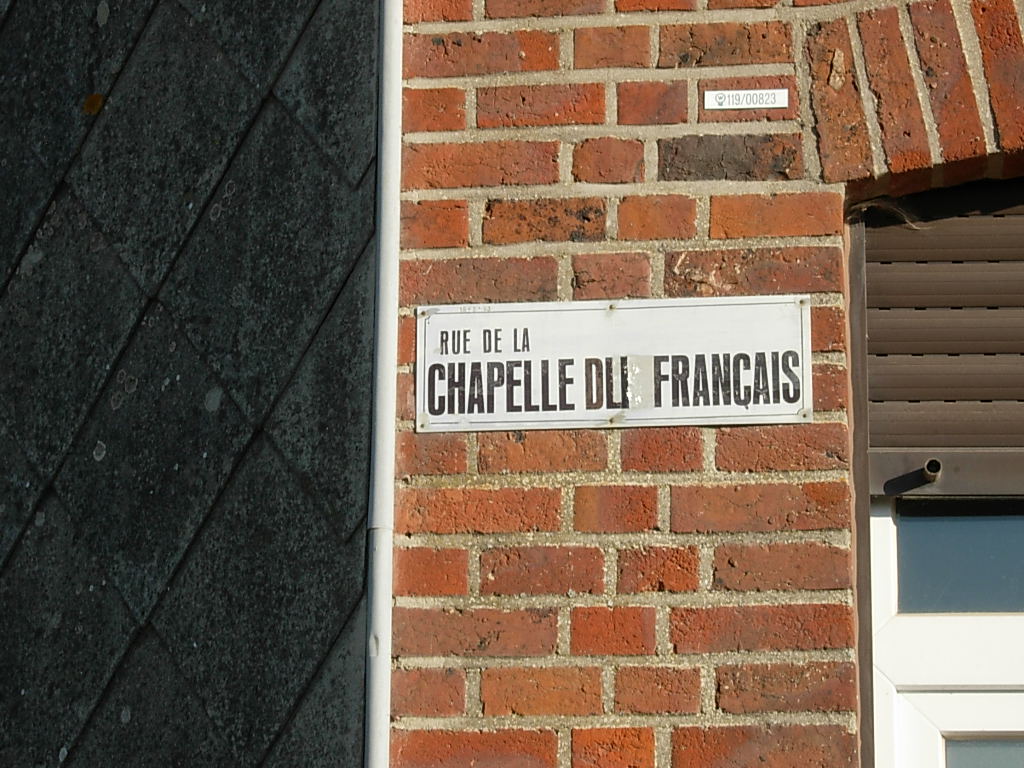 119/00823
RUE DE LA
CHAPELLE DU FRANÇAIS